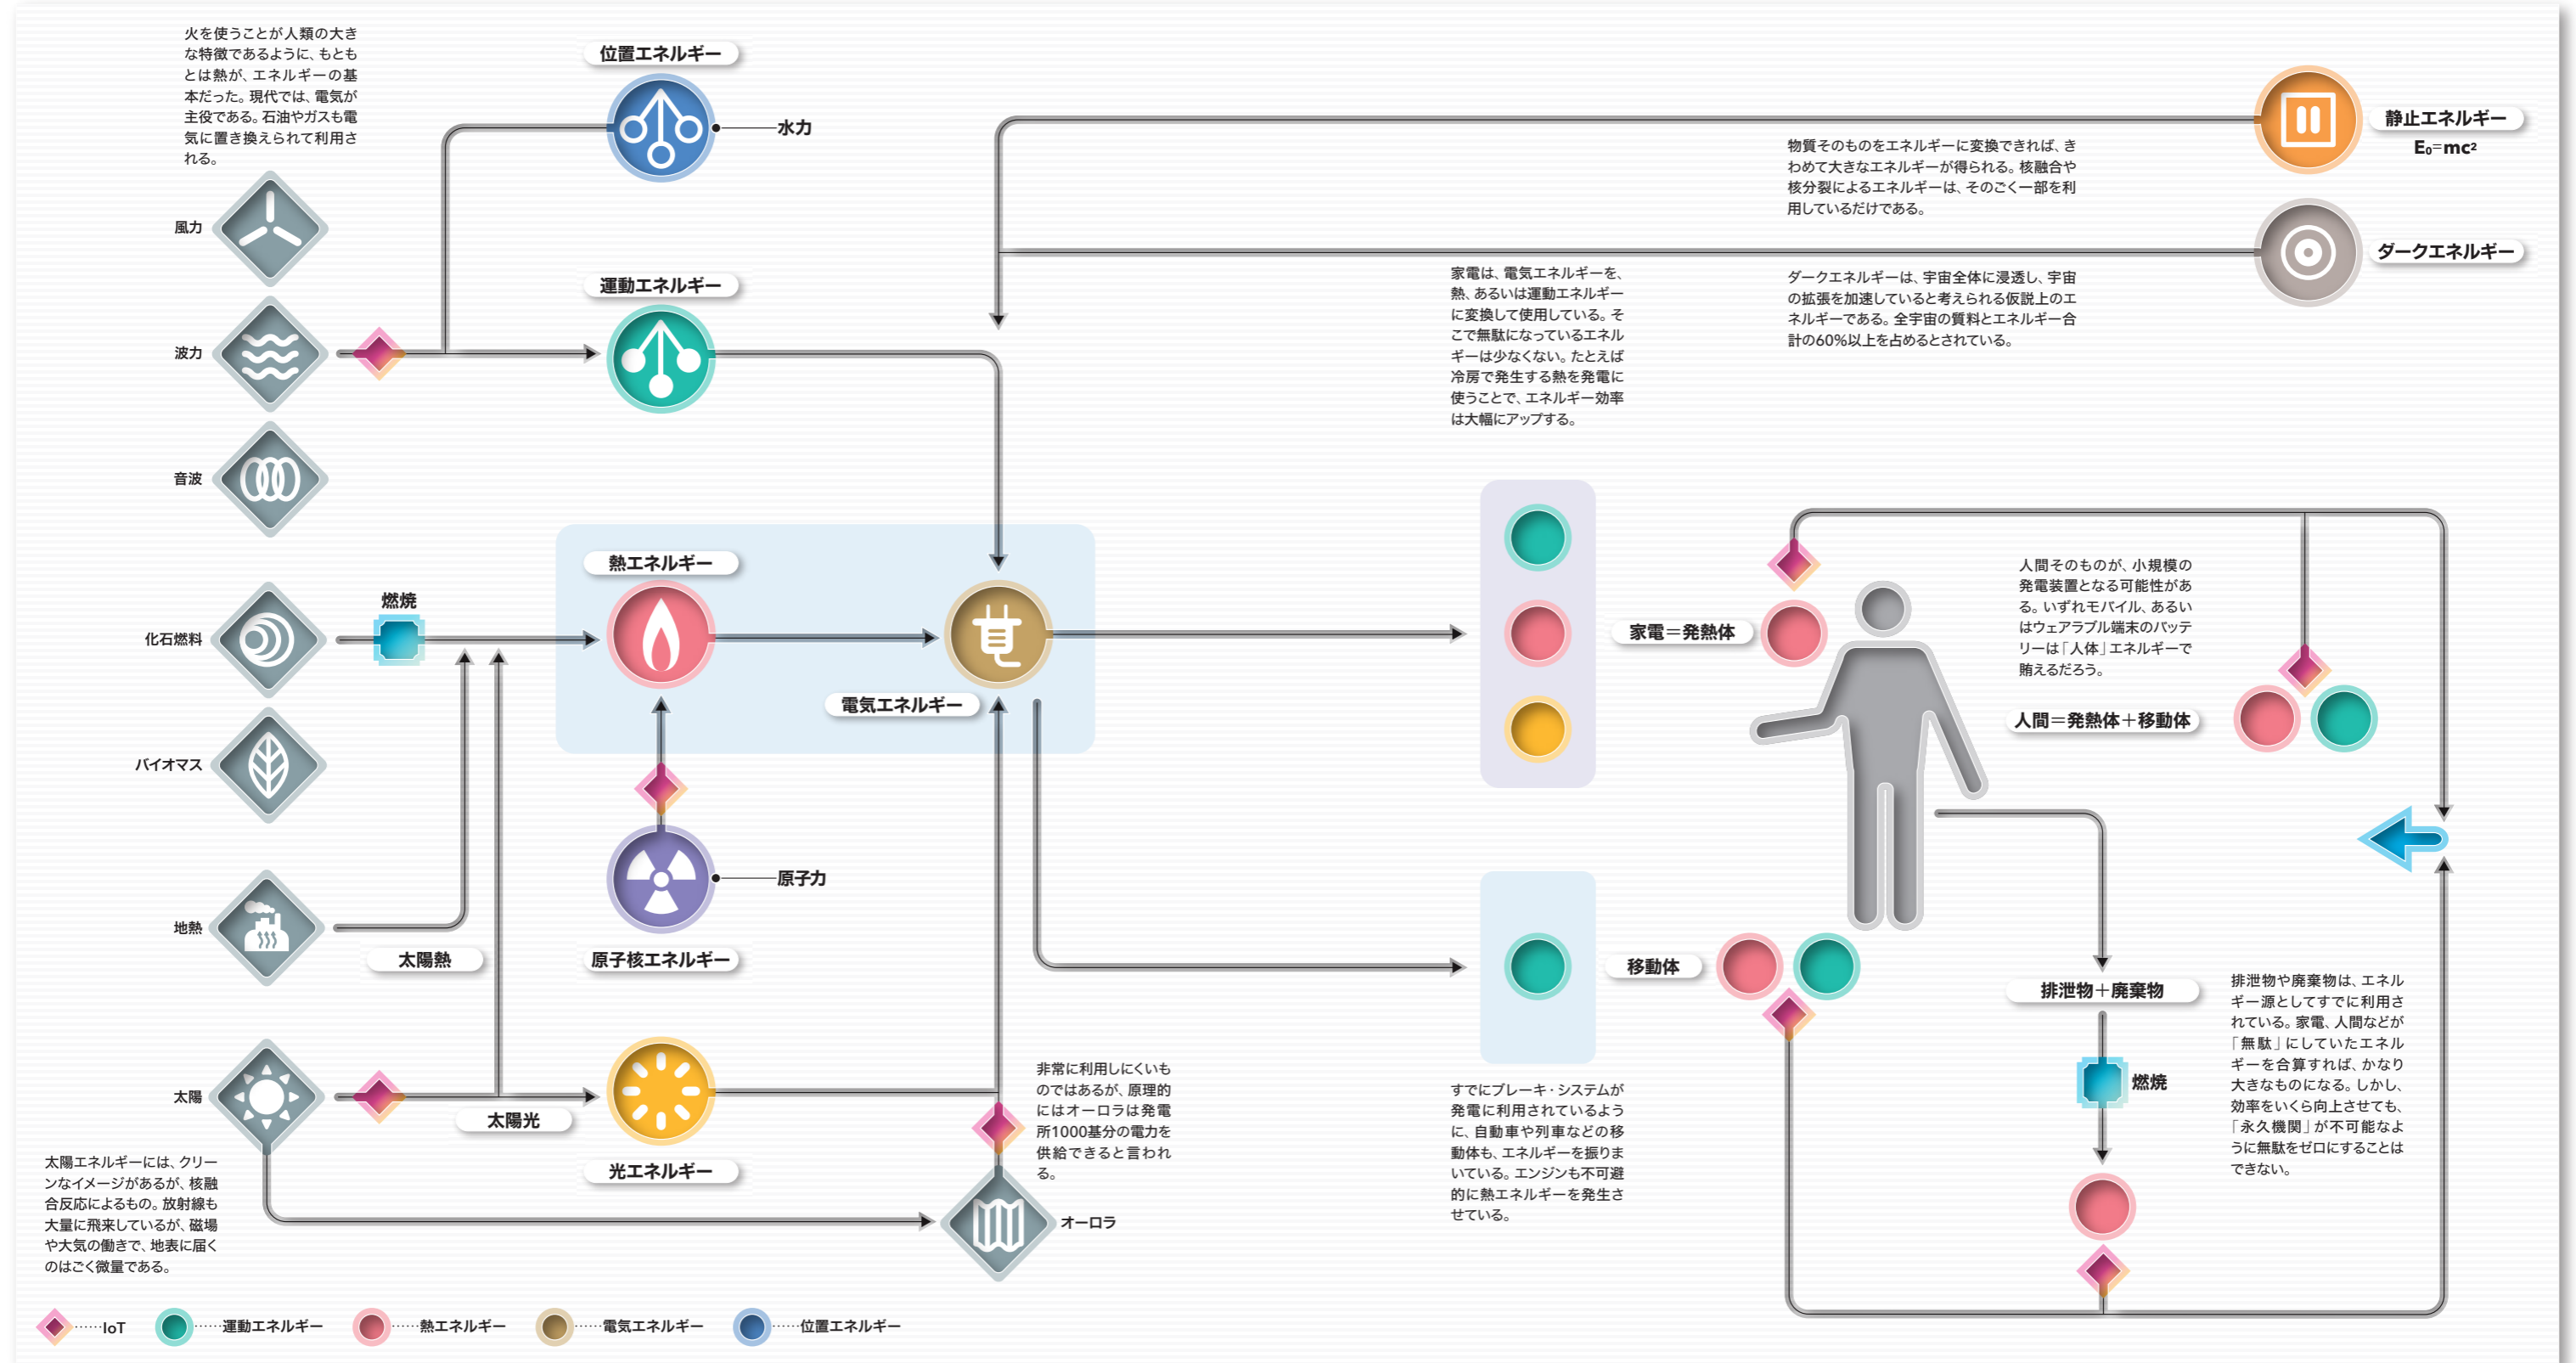 火を使うことが人類の大き
な特徴であるように、もとも
とは熱が、エネルギーの基
本だった。現代では、電気が
主役である。石油やガスも電
気に置き換えられて利用さ
れる。
位置エネルギー
水力
静止エネルギー
E₀=mc²
物質そのものをエネルギーに変換できれば、き
わめて大きなエネルギーが得られる。核融合や
核分裂によるエネルギーは、そのごく一部を利
用しているだけである。
ダークエネルギー
ダークエネルギーは、宇宙全体に浸透し、宇宙
の拡張を加速していると考えられる仮説上のエ
ネルギーである。全宇宙の質料とエネルギー合
計の60%以上を占めるとされている。
風力
運動エネルギー
家電は、電気エネルギーを、
熱、あるいは運動エネルギー
に変換して使用している。そ
こで無駄になっているエネル
ギーは少なくない。たとえば
冷房で発生する熱を発電に
使うことで、エネルギー効率
は大幅にアップする。
波力
音波
熱エネルギー
燃焼
化石燃料
電気エネルギー
家電＝発熱体
人間そのものが、小規模の
発電装置となる可能性があ
る。いずれモバイル、あるい
はウェアラブル端末のバッテ
リーは「人体」エネルギーで
賄えるだろう。
人間＝発熱体＋移動体
バイオマス
原子力
地熱
太陽熱
原子核エネルギー
移動体
排泄物＋廃棄物
排泄物や廃棄物は、エネル
ギー源としてすでに利用さ
れている。家電、人間などが
「無駄」にしていたエネル
ギーを合算すれば、かなり
大きなものになる。しかし、
効率をいくら向上させても、
「永久機関」が不可能なよ
うに無駄をゼロにすることは
できない。
燃焼
太陽
太陽光
光エネルギー
非常に利用しにくいも
のではあるが、原理的
にはオーロラは発電
所1000基分の電力を
供給できると言われ
る。
オーロラ
すでにブレーキ・システムが
発電に利用されているよう
に、自動車や列車などの移
動体も、エネルギーを振りま
いている。エンジンも不可避
的に熱エネルギーを発生さ
せている。
太陽エネルギーには、クリー
ンなイメージがあるが、核融
合反応によるもの。放射線も
大量に飛来しているが、磁場
や大気の働きで、地表に届く
のはごく微量である。
……IoT
……運動エネルギー
……熱エネルギー
……電気エネルギー
……位置エネルギー